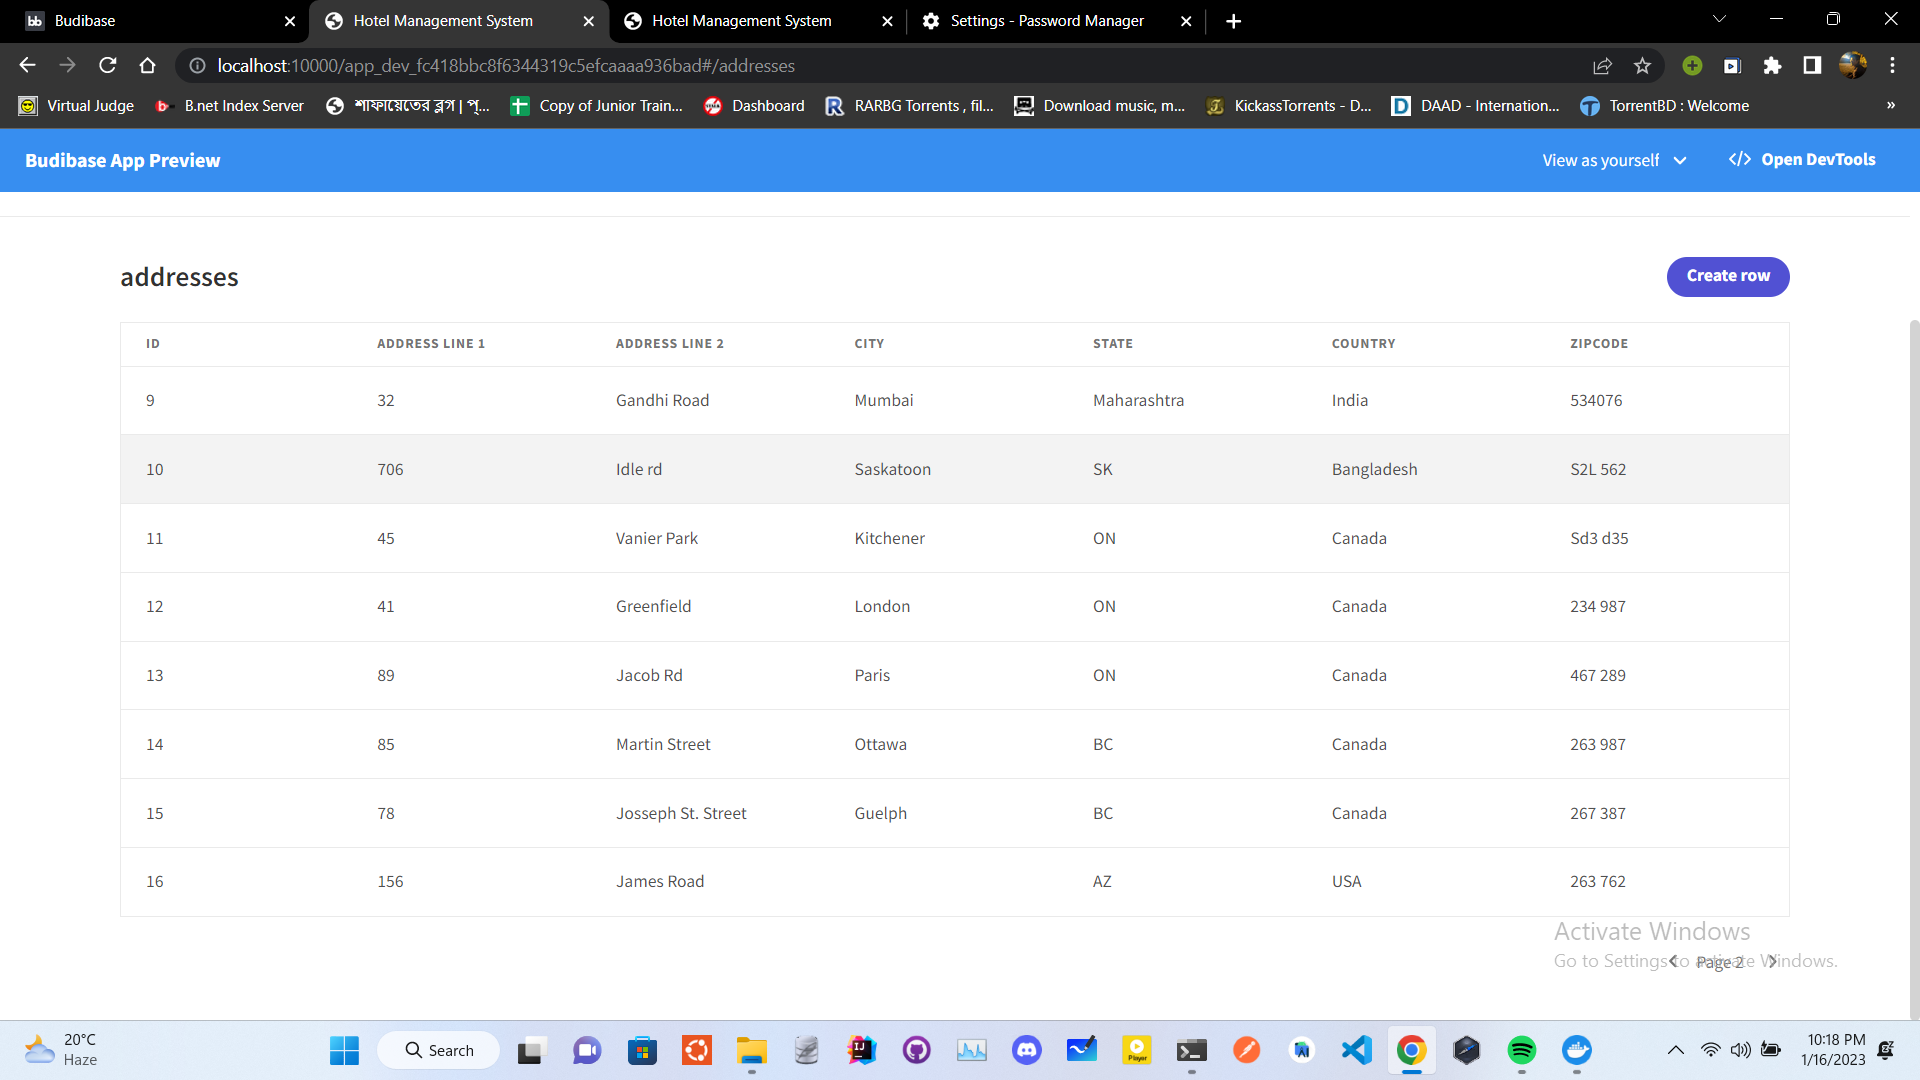 Budibase
Hotel Management System
Hotel Management System
Settings - Password Manager
localhost:10000/app_dev_fc418bbc8f6344319c5efcaaaa936bad#/addresses
Virtual Judge
B.net Index Server
শাফায়েতের ব্লগ | প্...
Copy of Junior Train...
Dashboard
RARBG Torrents , fil...
Download music, m...
KickassTorrents - D...
DAAD - Internation...
TorrentBD : Welcome
Budibase App Preview
View as yourself
</> Open DevTools
addresses
Create row
ID ADDRESS LINE 1 ADDRESS LINE 2 CITY STATE COUNTRY ZIPCODE
9 32 Gandhi Road Mumbai Maharashtra India 534076
10 706 Idle rd Saskatoon SK Bangladesh S2L 562
11 45 Vanier Park Kitchener ON Canada Sd3 d35
12 41 Greenfield London ON Canada 234 987
13 89 Jacob Rd Paris ON Canada 467 289
14 85 Martin Street Ottawa BC Canada 263 987
15 78 Josseph St. Street Guelph BC Canada 267 387
16 156 James Road AZ USA 263 762
Activate Windows
Go to Settings to activate Windows.
Page 2
20°C
Haze
Search
10:18 PM
1/16/2023